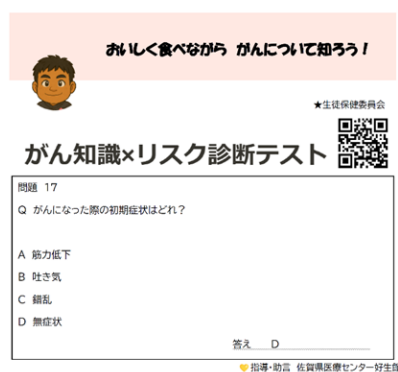 おいしく食べながら がんについて知ろう！
★生徒保健委員会
がん知識×リスク診断テスト
問題 17
Q がんになった際の初期症状はどれ？
A 筋力低下
B 吐き気
C 錯乱
D 無症状
答え D
💛指導・助言 佐賀県医療センター好生館